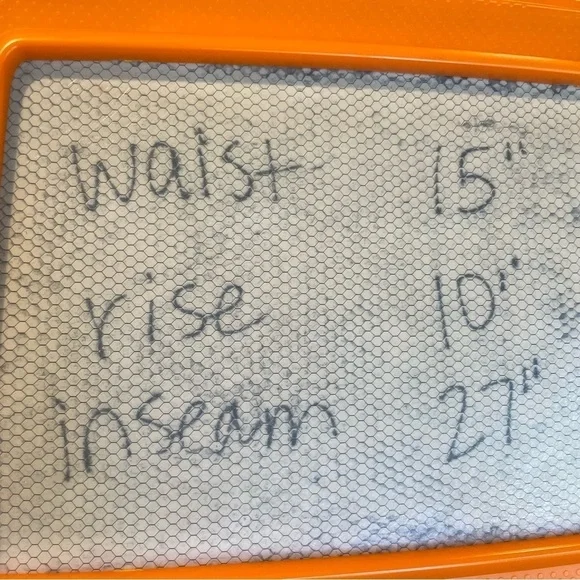 waist 15"
rise 10"
inseam 27"